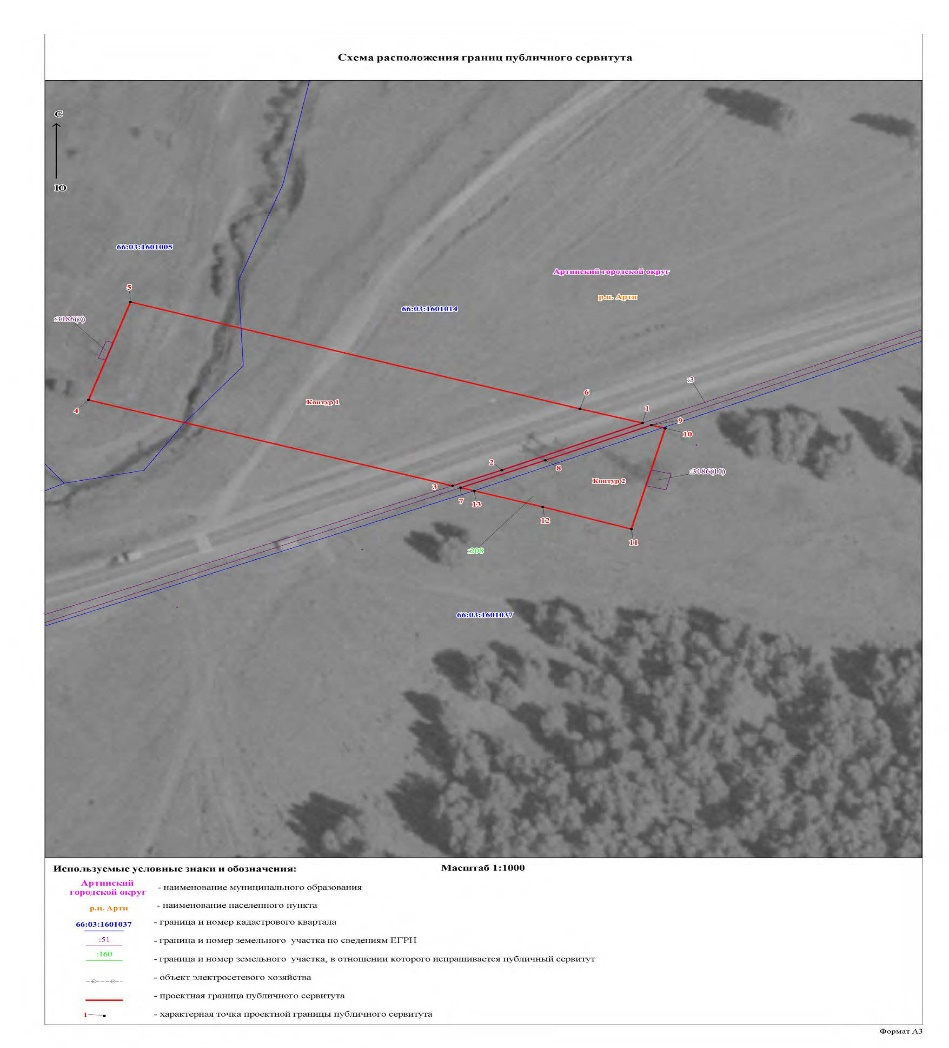 Схема расположения границ публичного сервитута
С
Ю
66:03:1601005
Артинский городской округ
р.п. Арти
66:03:1601014
5
4
Контур 1
6
:3
1
9
10
2
8
3
Контур 2
7
13
12
11
66:03:1601037
Используемые условные знаки и обозначения:
Масштаб 1:1000
Артинский
городской округ
- наименование муниципального образования
р.п. Арти
- наименование населенного пункта
66:03:1601037
- граница и номер кадастрового квартала
:51
- граница и номер земельного участка по сведениям ЕГРН
:160
- граница и номер земельного участка, в отношении которого испрашивается публичный сервитут
- объект электросетевого хозяйства
- проектная граница публичного сервитута
1
- характерная точка проектной границы публичного сервитута
Формат А3